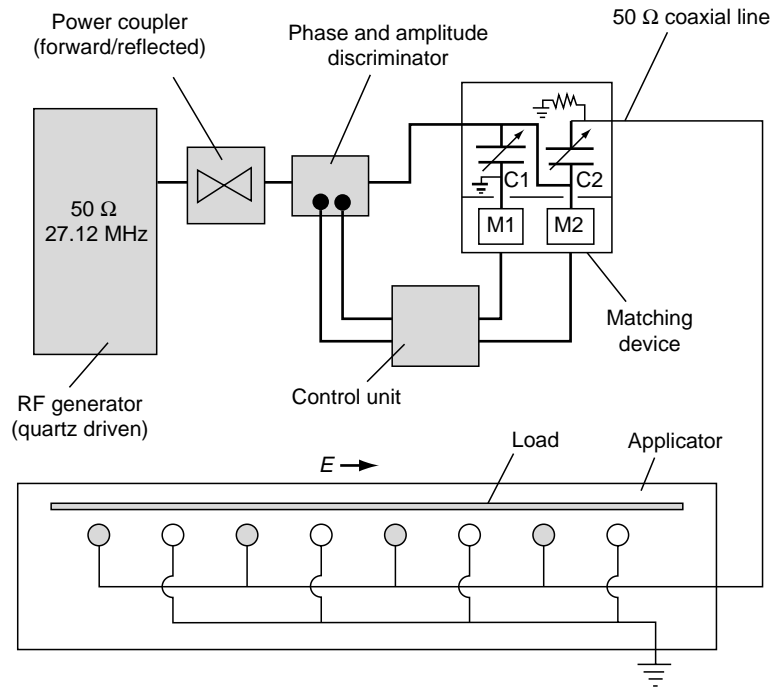 Power coupler
(forward/reflected)
Phase and amplitude
discriminator
50 Ω coaxial line
50 Ω
27.12 MHz
C1
C2
M1
M2
Matching
device
Control unit
RF generator
(quartz driven)
E
Load
Applicator